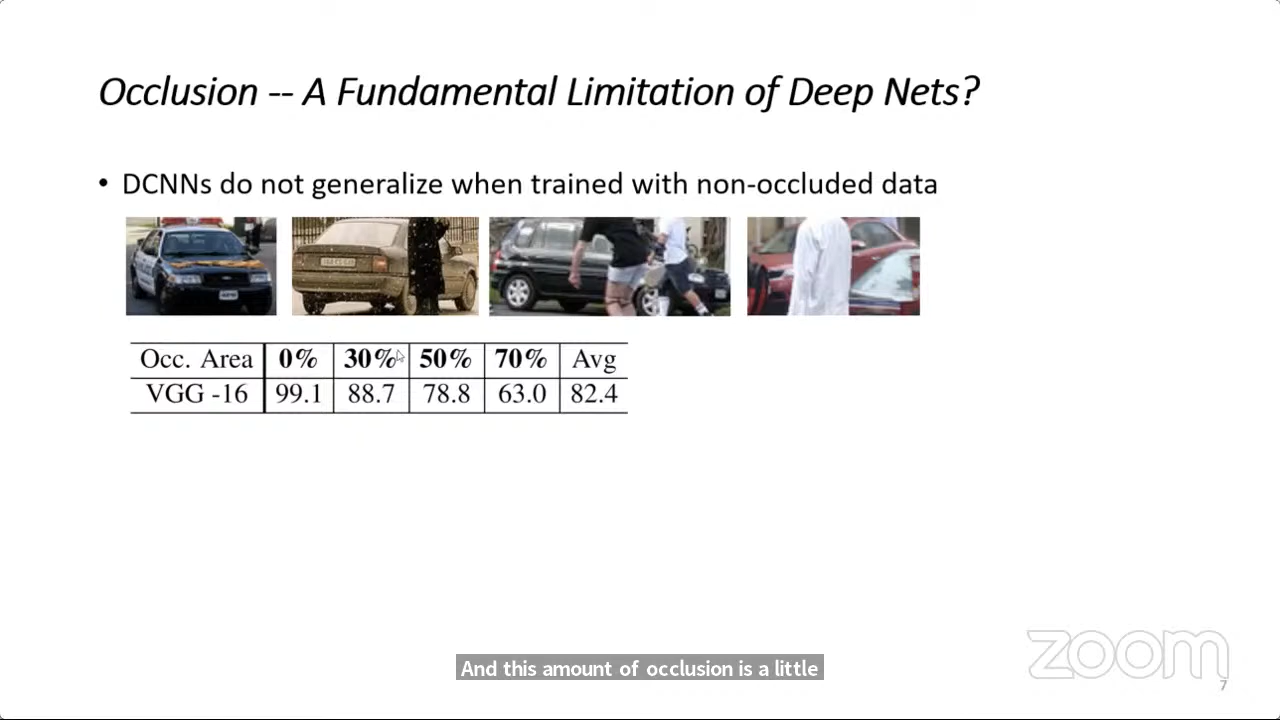 Occlusion -- A Fundamental Limitation of Deep Nets?
• DCNNs do not generalize when trained with non-occluded data
Occ. Area 0% 30% 50% 70% Avg
VGG -16 99.1 88.7 78.8 63.0 82.4
zoom
And this amount of occlusion is a little
7